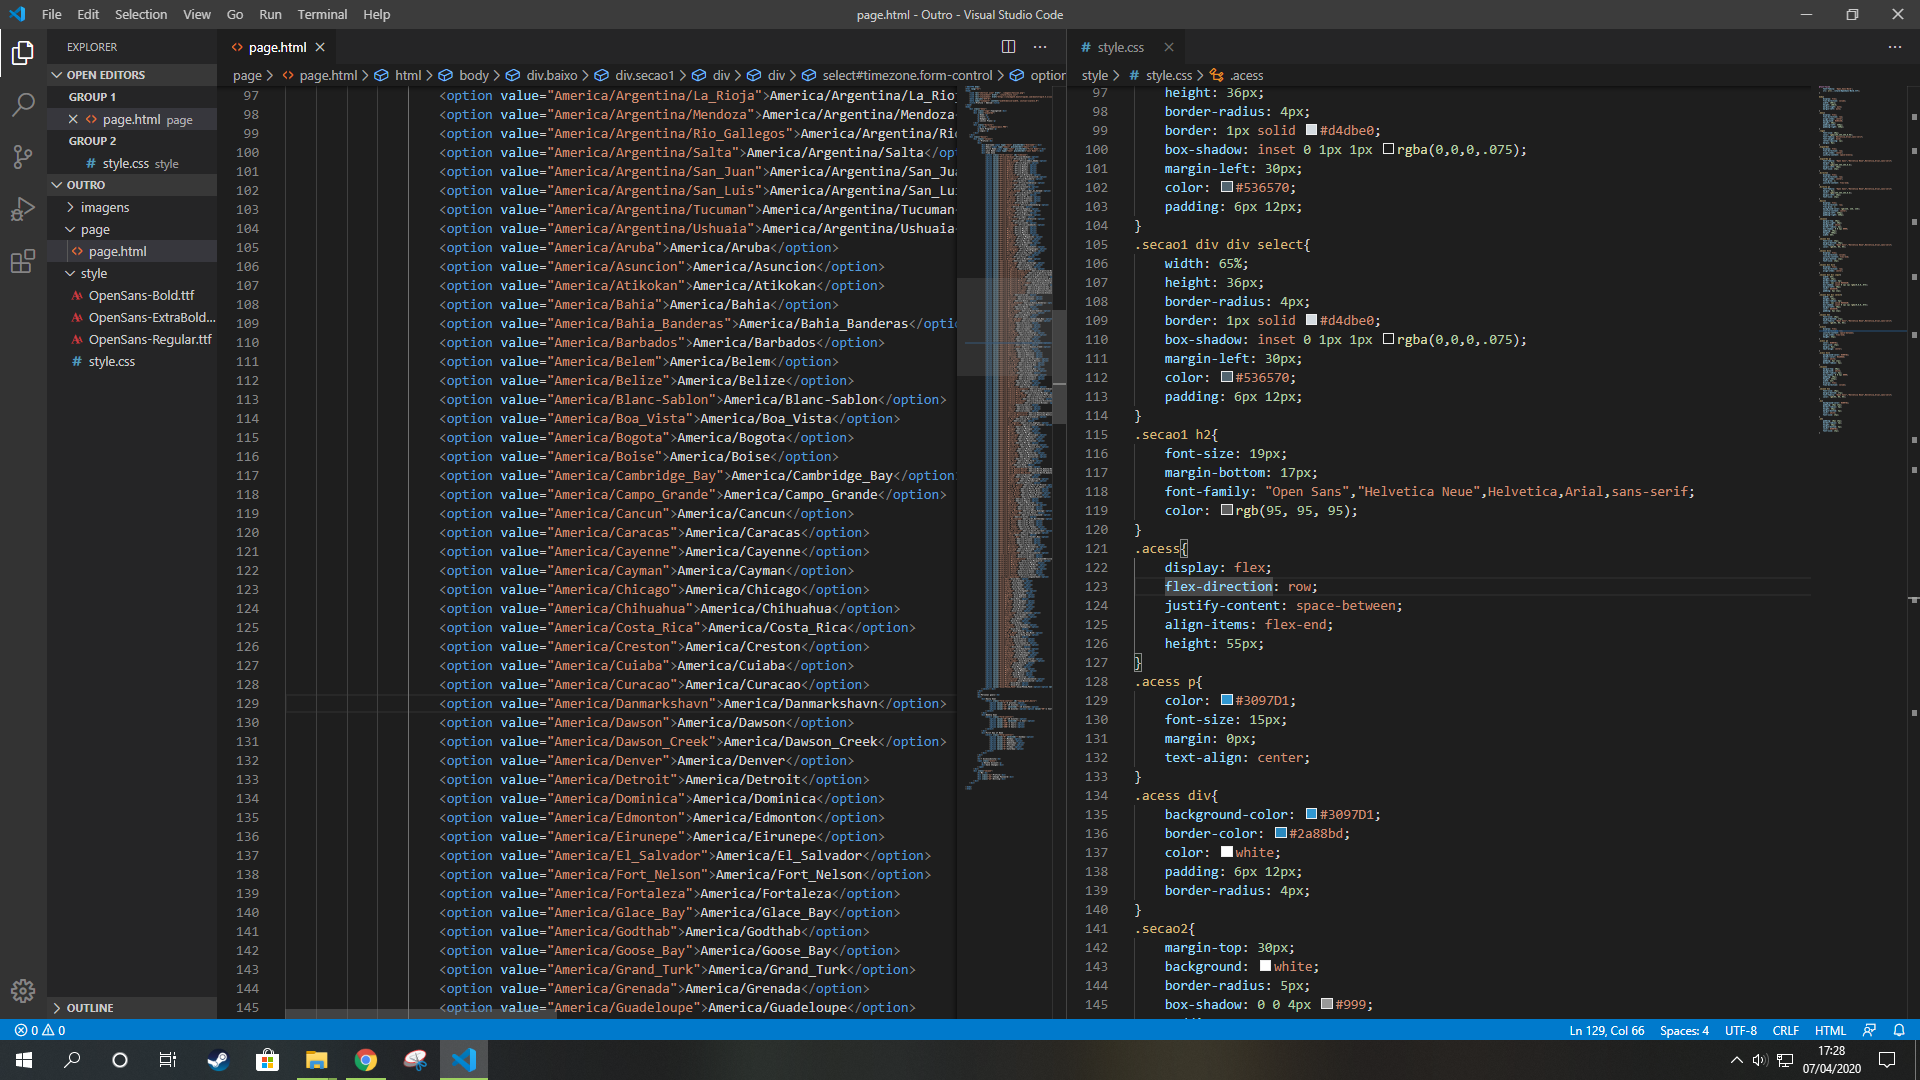 File Edit Selection View Go Run Terminal Help
page.html - Outro - Visual Studio Code
EXPLORER
OPEN EDITORS
GROUP 1
page.html page
GROUP 2
# style.css style
OUTRO
imagens
page
page.html
style
OpenSans-Bold.ttf
OpenSans-ExtraBold...
OpenSans-Regular.ttf
# style.css
OUTLINE
page.html
page > page.html > html > body > div.baixo > div.secao1 > div > div > select#timezone.form-control > option
97 <option value="America/Argentina/La_Rioja">America/Argentina/La_Rio
98 <option value="America/Argentina/Mendoza">America/Argentina/Mendoza
99 <option value="America/Argentina/Rio_Gallegos">America/Argentina/Ri
100 <option value="America/Argentina/Salta">America/Argentina/Salta</op
101 <option value="America/Argentina/San_Juan">America/Argentina/San_Ju
102 <option value="America/Argentina/San_Luis">America/Argentina/San_Lu
103 <option value="America/Argentina/Tucuman">America/Argentina/Tucuman
104 <option value="America/Argentina/Ushuaia">America/Argentina/Ushuaia
105 <option value="America/Aruba">America/Aruba</option>
106 <option value="America/Asuncion">America/Asuncion</option>
107 <option value="America/Atikokan">America/Atikokan</option>
108 <option value="America/Bahia">America/Bahia</option>
109 <option value="America/Bahia_Banderas">America/Bahia_Banderas</opti
110 <option value="America/Barbados">America/Barbados</option>
111 <option value="America/Belem">America/Belem</option>
112 <option value="America/Belize">America/Belize</option>
113 <option value="America/Blanc-Sablon">America/Blanc-Sablon</option>
114 <option value="America/Boa_Vista">America/Boa_Vista</option>
115 <option value="America/Bogota">America/Bogota</option>
116 <option value="America/Boise">America/Boise</option>
117 <option value="America/Cambridge_Bay">America/Cambridge_Bay</option
118 <option value="America/Campo_Grande">America/Campo_Grande</option>
119 <option value="America/Cancun">America/Cancun</option>
120 <option value="America/Caracas">America/Caracas</option>
121 <option value="America/Cayenne">America/Cayenne</option>
122 <option value="America/Cayman">America/Cayman</option>
123 <option value="America/Chicago">America/Chicago</option>
124 <option value="America/Chihuahua">America/Chihuahua</option>
125 <option value="America/Costa_Rica">America/Costa_Rica</option>
126 <option value="America/Creston">America/Creston</option>
127 <option value="America/Cuiaba">America/Cuiaba</option>
128 <option value="America/Curacao">America/Curacao</option>
129 <option value="America/Danmarkshavn">America/Danmarkshavn</option>
130 <option value="America/Dawson">America/Dawson</option>
131 <option value="America/Dawson_Creek">America/Dawson_Creek</option>
132 <option value="America/Denver">America/Denver</option>
133 <option value="America/Detroit">America/Detroit</option>
134 <option value="America/Dominica">America/Dominica</option>
135 <option value="America/Edmonton">America/Edmonton</option>
136 <option value="America/Eirunepe">America/Eirunepe</option>
137 <option value="America/El_Salvador">America/El_Salvador</option>
138 <option value="America/Fort_Nelson">America/Fort_Nelson</option>
139 <option value="America/Fortaleza">America/Fortaleza</option>
140 <option value="America/Glace_Bay">America/Glace_Bay</option>
141 <option value="America/Godthab">America/Godthab</option>
142 <option value="America/Goose_Bay">America/Goose_Bay</option>
143 <option value="America/Grand_Turk">America/Grand_Turk</option>
144 <option value="America/Grenada">America/Grenada</option>
145 <option value="America/Guadeloupe">America/Guadeloupe</option>
# style.css
style > # style.css > .acess
97 height: 36px;
98 border-radius: 4px;
99 border: 1px solid #d4dbe0;
100 box-shadow: inset 0 1px 1px rgba(0,0,0,.075);
101 margin-left: 30px;
102 color: #536570;
103 padding: 6px 12px;
104 }
105 .secao1 div div select{
106 width: 65%;
107 height: 36px;
108 border-radius: 4px;
109 border: 1px solid #d4dbe0;
110 box-shadow: inset 0 1px 1px rgba(0,0,0,.075);
111 margin-left: 30px;
112 color: #536570;
113 padding: 6px 12px;
114 }
115 .secao1 h2{
116 font-size: 19px;
117 margin-bottom: 17px;
118 font-family: "Open Sans","Helvetica Neue",Helvetica,Arial,sans-serif;
119 color: rgb(95, 95, 95);
120 }
121 .acess{
122 display: flex;
123 flex-direction: row;
124 justify-content: space-between;
125 align-items: flex-end;
126 height: 55px;
127 }
128 .acess p{
129 color: #3097D1;
130 font-size: 15px;
131 margin: 0px;
132 text-align: center;
133 }
134 .acess div{
135 background-color: #3097D1;
136 border-color: #2a88bd;
137 color: white;
138 padding: 6px 12px;
139 border-radius: 4px;
140 }
141 .secao2{
142 margin-top: 30px;
143 background: white;
144 border-radius: 5px;
145 box-shadow: 0 0 4px #999;
0 0
Ln 129, Col 66 Spaces: 4 UTF-8 CRLF HTML
17:28
07/04/2020